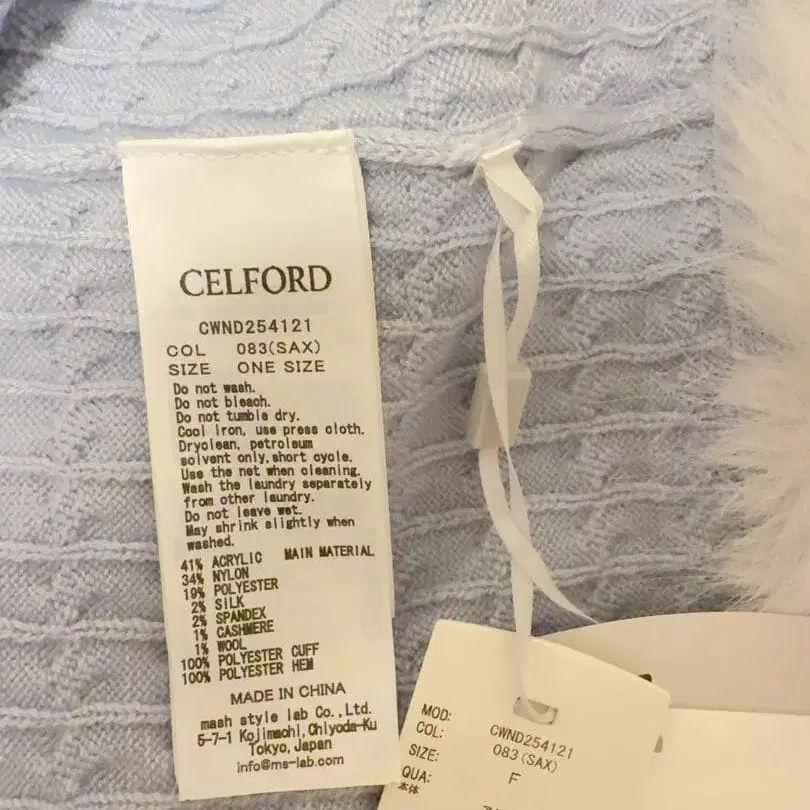 CELFORD
CWND254121
COL 083(SAX)
SIZE ONE SIZE
Do not wash.
Do not bleach.
Do not tumble dry.
Cool iron, use press cloth.
Dryclean, petroleum
solvent only,short cycle.
Use the net when cleaning.
Wash the laundry separately
from other laundry.
Do not leave wet.
May shrink slightly when
washed.
41% ACRYLIC MAIN MATERIAL
34% NYLON
19% POLYESTER
2% SILK
2% SPANDEX
1% CASHMERE
1% WOOL
100% POLYESTER CUFF
100% POLYESTER HEM
MADE IN CHINA
mash style lab Co.,Ltd.
5-7-1 Kojimachi,Chiyoda-Ku
Tokyo,Japan
info@ms-lab.com
MOD: CWND254121
COL: 083(SAX)
SIZE: F
QUA:
本体